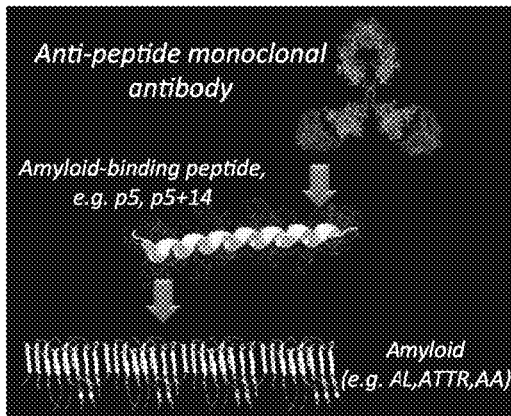 Anti-peptide monoclonal
antibody
Amyloid-binding peptide,
e.g. p5, p5+14
Amyloid
(e.g. AL,ATTR,AA)